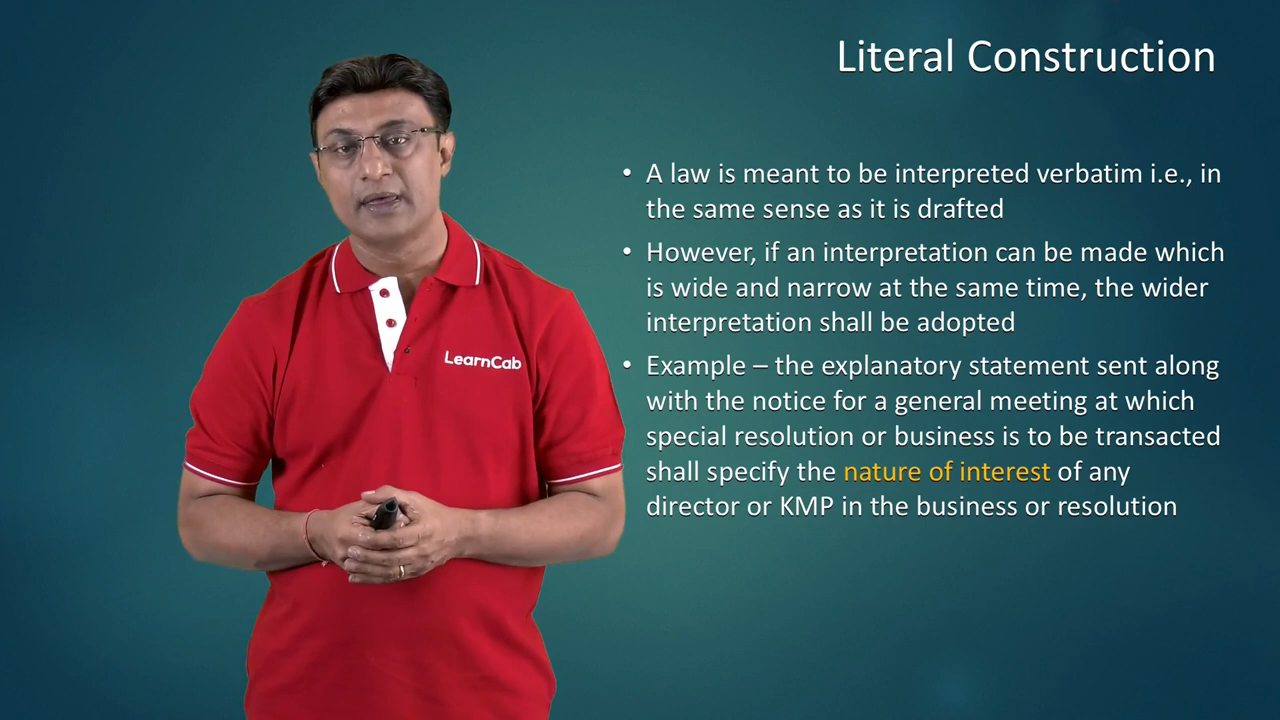 Literal Construction
• A law is meant to be interpreted verbatim i.e., in
the same sense as it is drafted
• However, if an interpretation can be made which
is wide and narrow at the same time, the wider
interpretation shall be adopted
• Example – the explanatory statement sent along
with the notice for a general meeting at which
special resolution or business is to be transacted
shall specify the nature of interest of any
director or KMP in the business or resolution
LearnCab